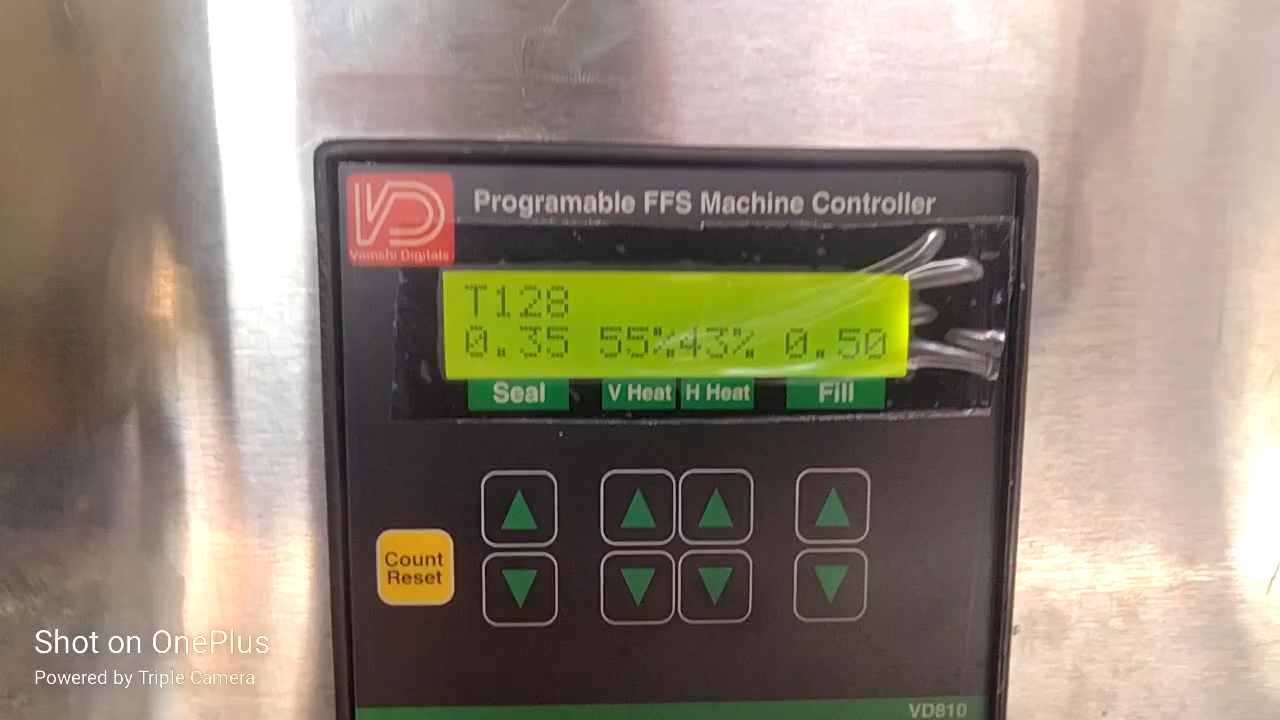 Programable FFS Machine Controller
VD
Vamshi Digitals
T128
0.35 55% 43% 0.50
Seal V Heat H Heat Fill
Count
Reset
Shot on OnePlus
Powered by Triple Camera
VD810